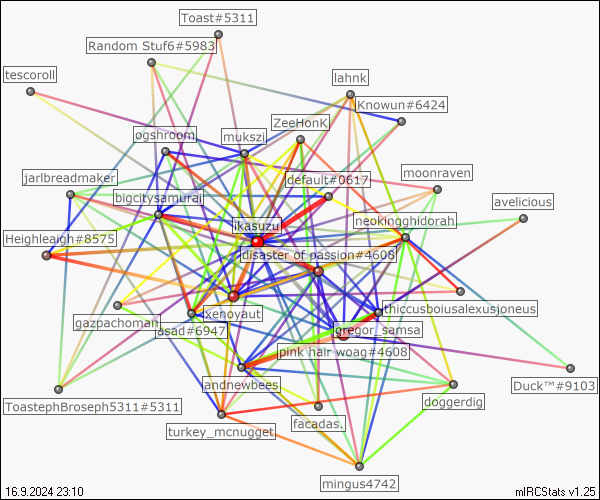 Toast#5311
Random Stuf6#5983
tescoroll
lahnk
Knowun#6424
ZeeHonK
ogshroom.
mukszi
moonraven
jarlbreadmaker
default#0617
bigcitysamurai
avelicious
neokingghidorah
ikasuzu
Heighleaigh#8575
disaster of passion#4608
xenoyaut
thiccusboiusalexusjoneus
gazpachoman
asad#6947
gregor_samsa
pink hair woag#4608
andnewbees
Duck™#9103
ToastephBroseph5311#5311
doggerdig
facadas.
turkey_mcnugget
mingus4742
16.9.2024 23:10
mIRCStats v1.25